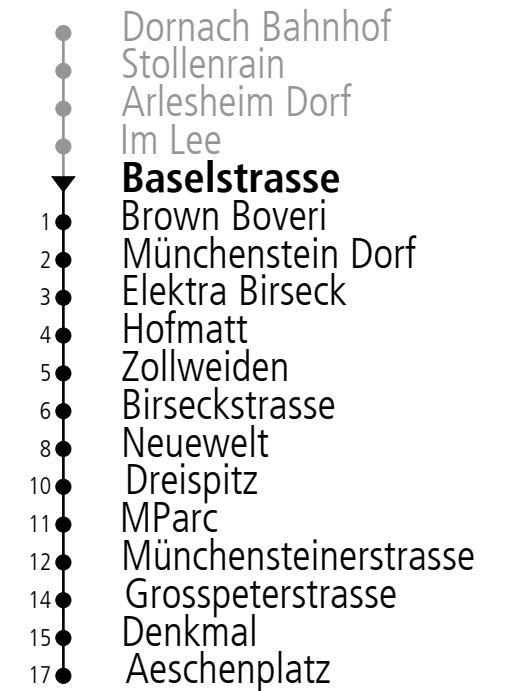 Dornach Bahnhof
Stollenrain
Arlesheim Dorf
Im Lee
Baselstrasse
1 Brown Boveri
2 Münchenstein Dorf
3 Elektra Birseck
4 Hofmatt
5 Zollweiden
6 Birseckstrasse
8 Neuewelt
10 Dreispitz
11 MParc
12 Münchensteinerstrasse
14 Grosspeterstrasse
15 Denkmal
17 Aeschenplatz